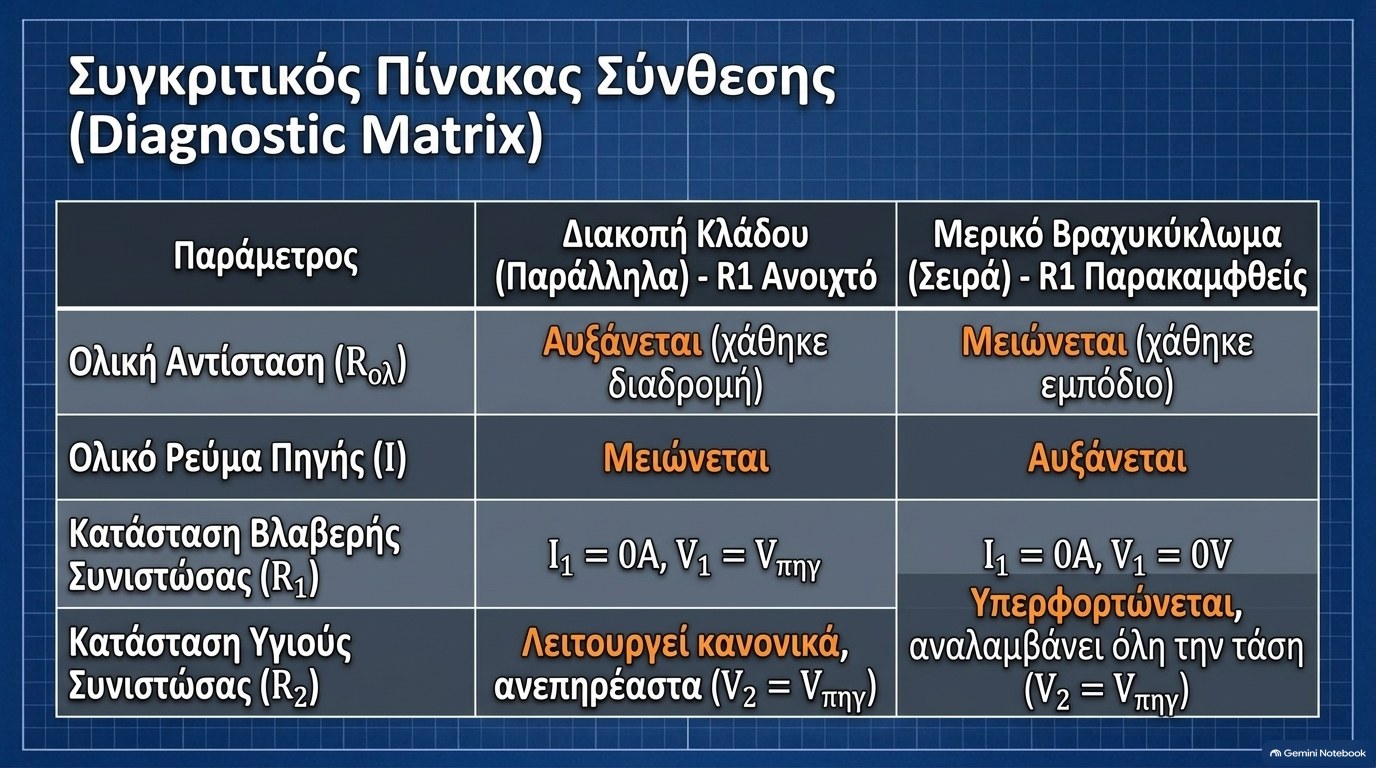 Συγκριτικός Πίνακας Σύνθεσης
(Diagnostic Matrix)
Παράμετρος
Διακοπή Κλάδου
(Παράλληλα) - R1 Ανοιχτό
Μερικό Βραχυκύκλωμα
(Σειρά) - R1 Παρακαμφθείς
Ολική Αντίσταση (Rολ)
Αυξάνεται (χάθηκε
διαδρομή)
Μειώνεται (χάθηκε
εμπόδιο)
Ολικό Ρεύμα Πηγής (I)
Μειώνεται
Αυξάνεται
Κατάσταση Βλαβερής
Συνιστώσας (R₁)
I₁ = 0A, V₁ = Vπηγ
I₁ = 0A, V₁ = 0V
Κατάσταση Υγιούς
Συνιστώσας (R₂)
Λειτουργεί κανονικά,
ανεπηρέαστα (V₂ = Vπηγ)
Υπερφορτώνεται,
αναλαμβάνει όλη την τάση
(V₂ = Vπηγ)
Gemini Notebook